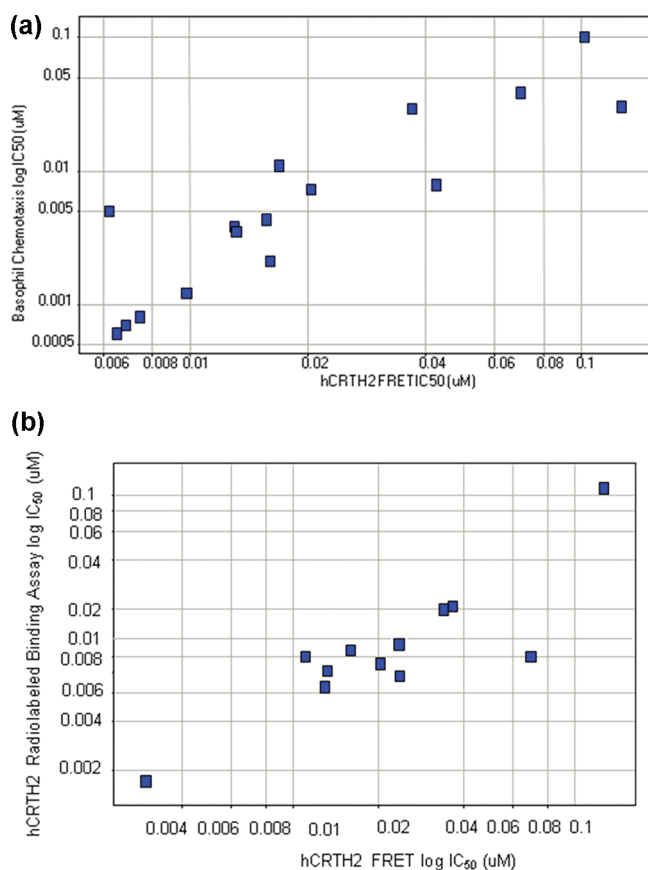 (a)
Basophil Chemotaxis log IC50 (uM)
0.1
0.05
0.01
0.005
0.001
0.0005
0.006 0.008 0.01 0.02 0.04 0.06 0.08 0.1
hCRTH2 FRET IC50 (uM)
(b)
hCRTH2 Radiolabeled Binding Assay log IC50 (uM)
0.1
0.08
0.06
0.04
0.02
0.01
0.008
0.006
0.004
0.002
0.004 0.006 0.008 0.01 0.02 0.04 0.06 0.08 0.1
hCRTH2 FRET log IC50 (uM)